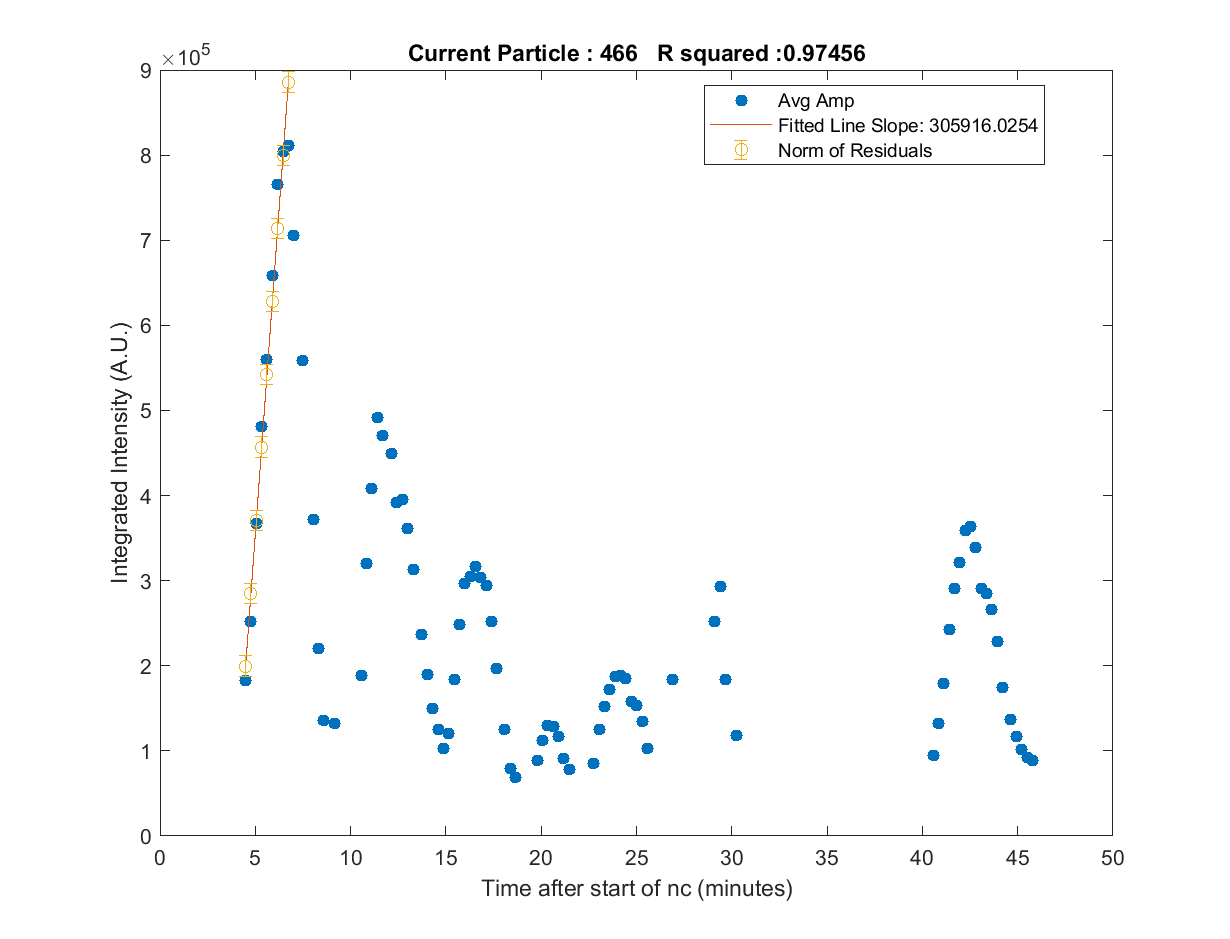 Current Particle : 466 R squared :0.97456
×10^5
Avg Amp
Fitted Line Slope: 305916.0254
Norm of Residuals
9
8
7
6
5
4
3
2
1
0
Integrated Intensity (A.U.)
0 5 10 15 20 25 30 35 40 45 50
Time after start of nc (minutes)